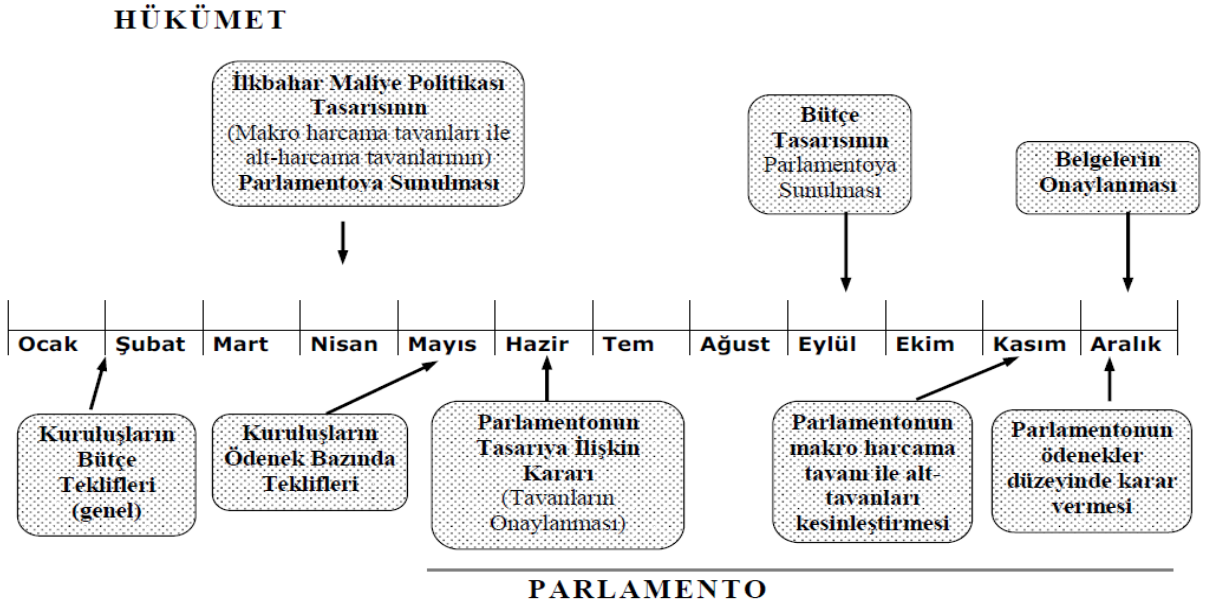 HÜKÜMET
İlkbahar Maliye Politikası
Tasarısının
(Makro harcama tavanları ile
alt-harcama tavanlarının)
Parlamentoya Sunulması
Bütçe
Tasarısının
Parlamentoya
Sunulması
Belgelerin
Onaylanması
Ocak Şubat Mart Nisan Mayıs Hazir Tem Ağust Eylül Ekim Kasım Aralık
Kuruluşların
Bütçe
Teklifleri
(genel)
Kuruluşların
Ödenek Bazında
Teklifleri
Parlamentonun
Tasarıya İlişkin
Kararı
(Tavanların
Onaylanması)
Parlamentonun
makro harcama
tavanı ile alt-
tavanları
kesinleştirmesi
Parlamentonun
ödenekler
düzeyinde karar
vermesi
PARLAMENTO